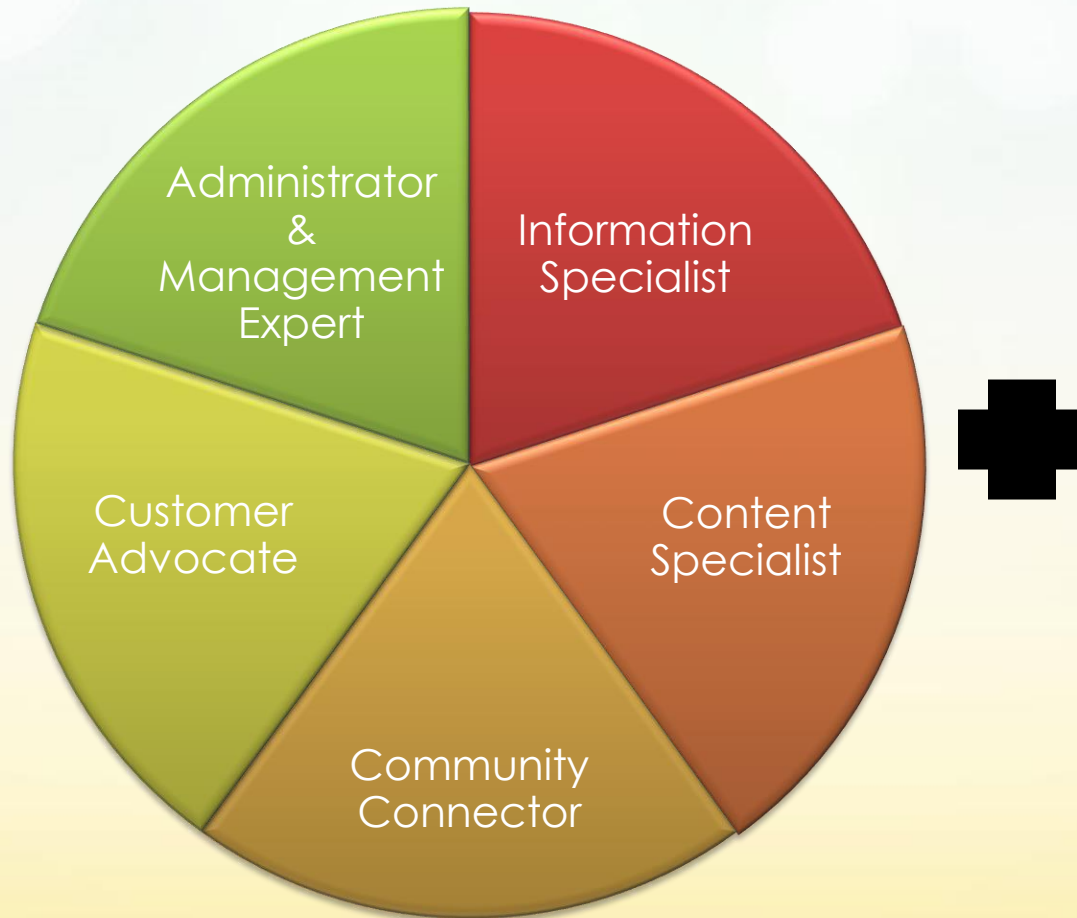 Administrator
&
Management
Expert
Information
Specialist
Customer
Advocate
Content
Specialist
Community
Connector